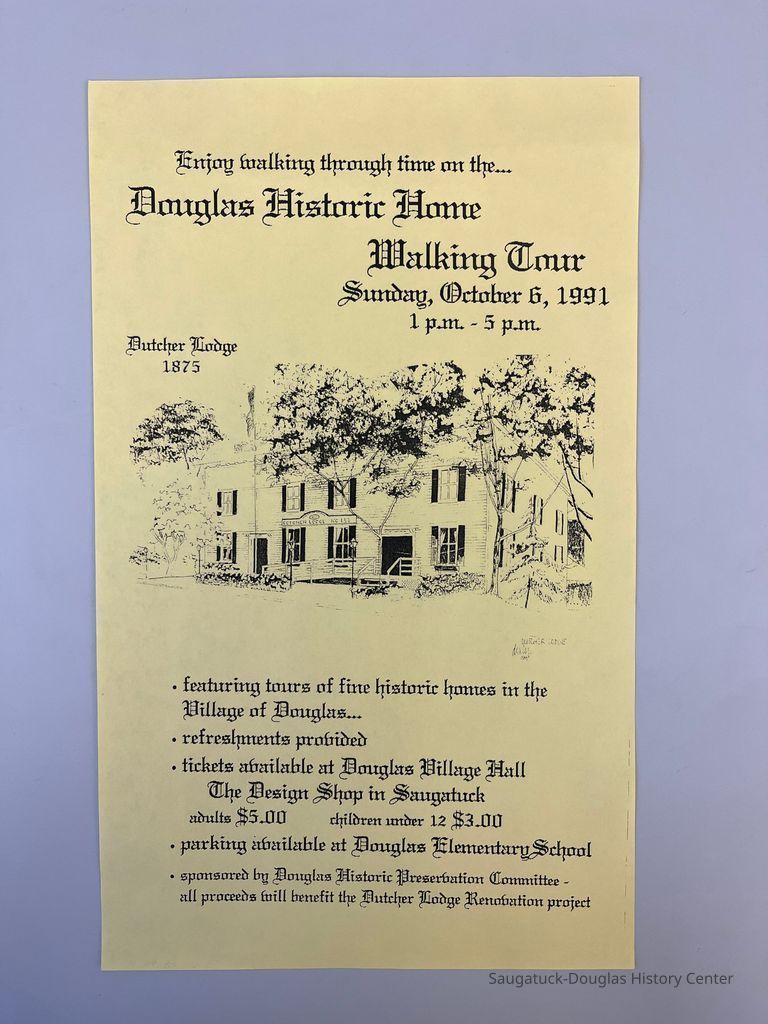 Enjoy walking through time on the...
Douglas Historic Home
Walking Tour
Sunday, October 6, 1991
1 p.m. - 5 p.m.
Dutcher Lodge
1875
DUTCHER LODGE
• featuring tours of fine historic homes in the
Village of Douglas...
• refreshments provided
• tickets available at Douglas Village Hall
The Design Shop in Saugatuck
adults $5.00 children under 12 $3.00
• parking available at Douglas Elementary School
• sponsored by Douglas Historic Preservation Committee -
all proceeds will benefit the Dutcher Lodge Renovation project
Saugatuck-Douglas History Center